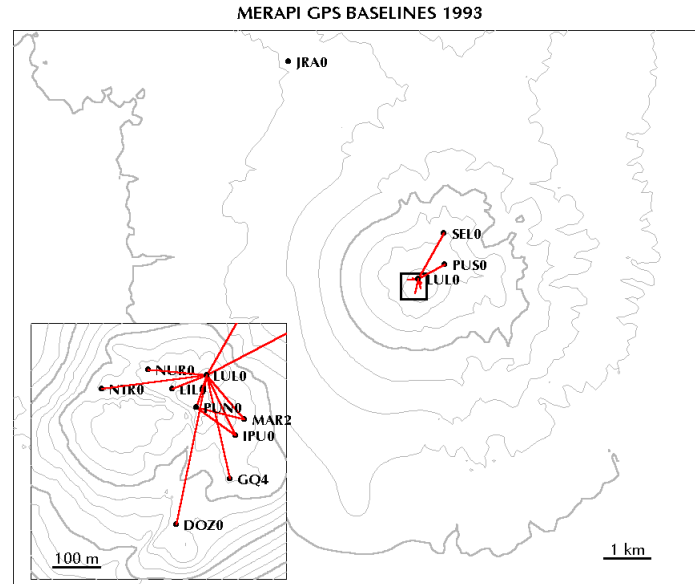 MERAPI GPS BASELINES 1993
JRA0
SEL0
PUS0
LUL0
NUR0
LUL0
NTR0
LIL0
PUN0
MAR2
IPU0
GQ4
DOZ0
100 m
1 km